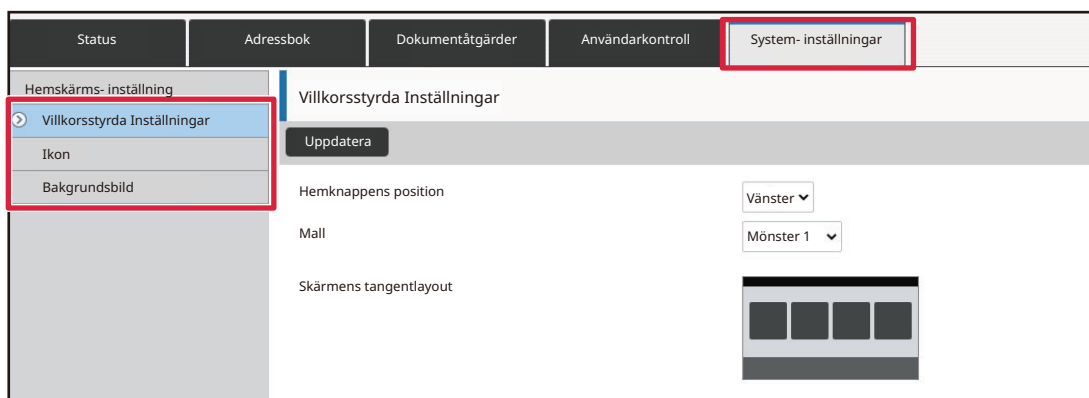 Status
Adressbok
Dokumentåtgärder
Användarkontroll
System- inställningar
Hemskärms- inställning
Villkorsstyrda Inställningar
Ikon
Bakgrundsbild
Villkorsstyrda Inställningar
Uppdatera
Hemknappens position
Vänster
Mall
Mönster 1
Skärmens tangentlayout